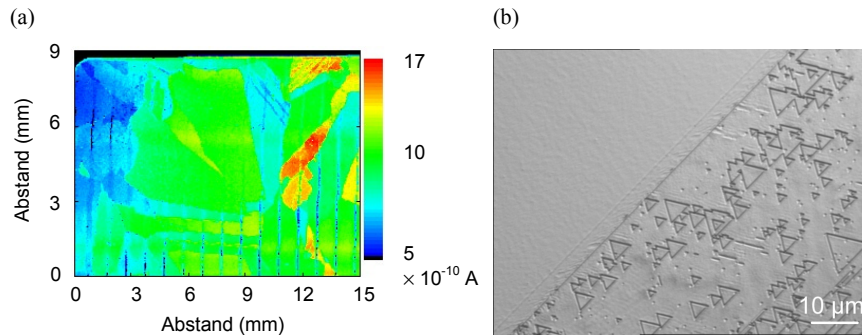 (a)
(b)
9
17
6
10
3
5
0
× 10⁻¹⁰ A
0 3 6 9 12 15
Abstand (mm)
Abstand (mm)
10 µm